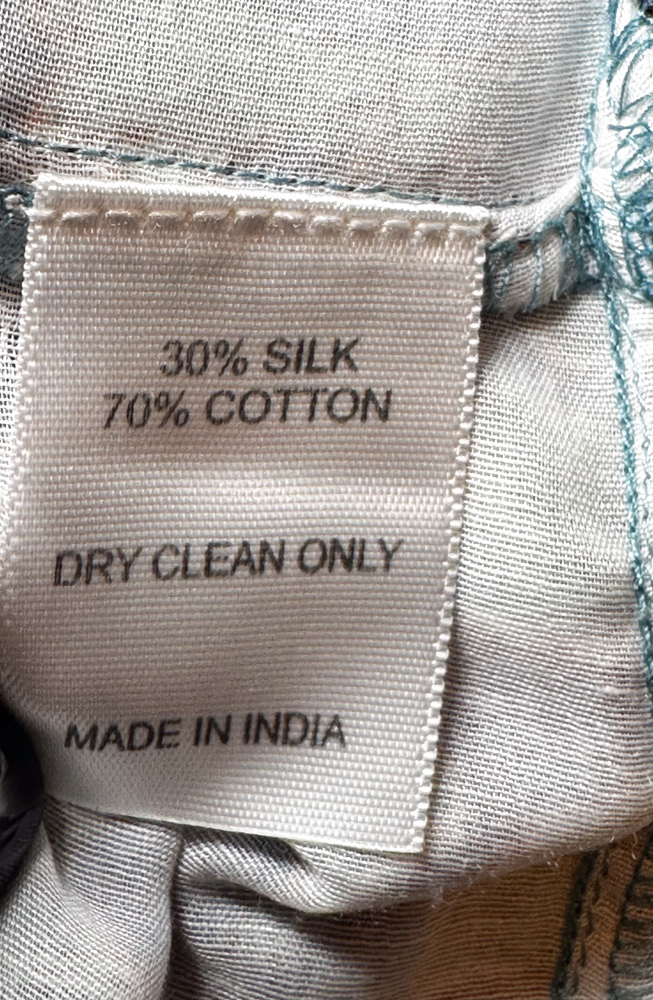 30% SILK
70% COTTON
DRY CLEAN ONLY
MADE IN INDIA